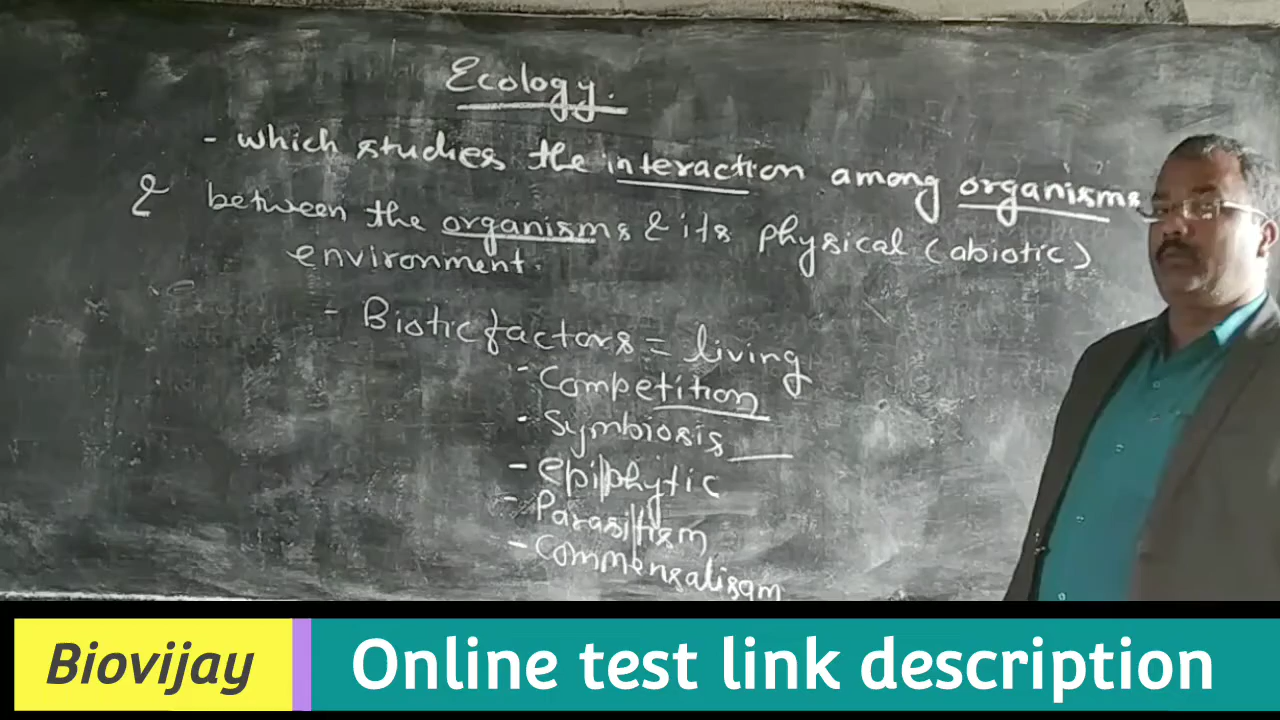 Ecology.
- which studies the interaction among organisms
& between the organisms & its physical (abiotic)
environment.
- Biotic factors = living
- Competition
- Symbiosis
- epiphytic
- Parasitism
- Commensalisam
Biovijay
Online test link description